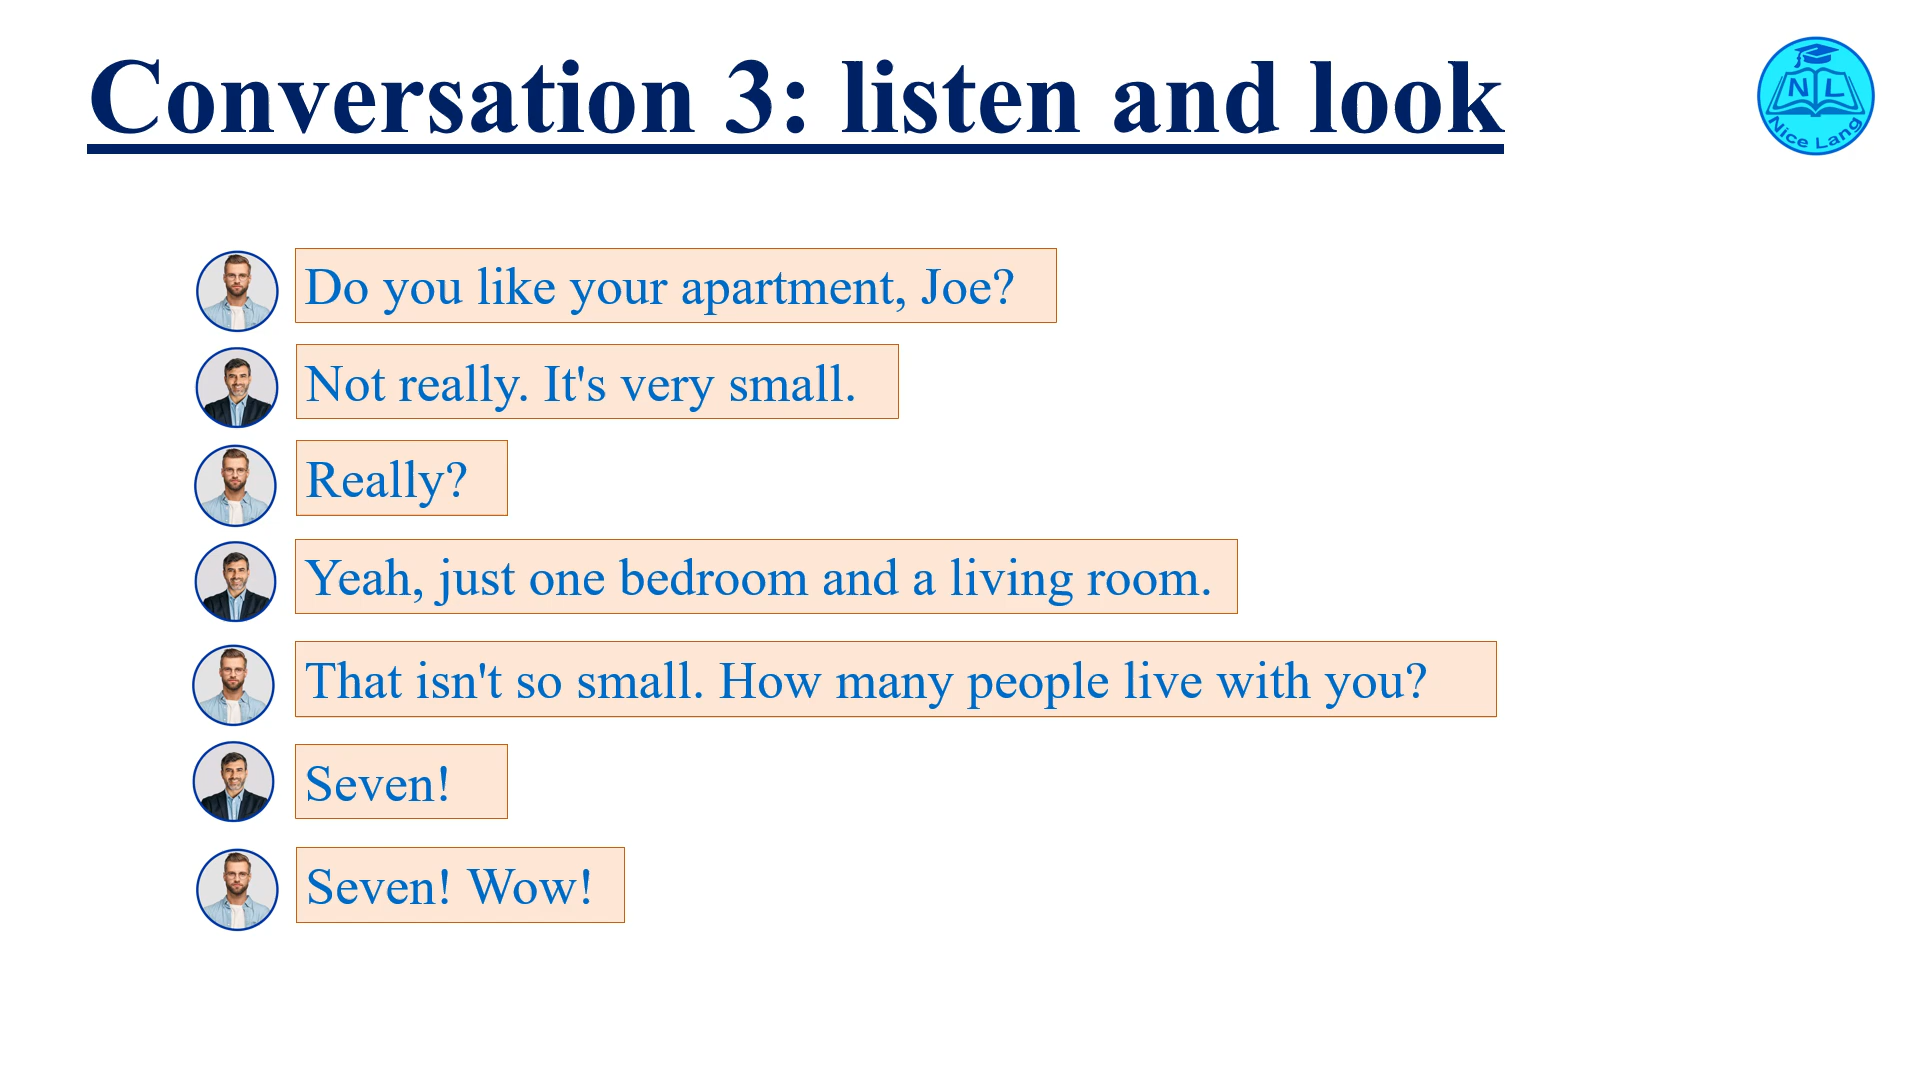 Conversation 3: listen and look
N L
Nice Lang
Do you like your apartment, Joe?
Not really. It's very small.
Really?
Yeah, just one bedroom and a living room.
That isn't so small. How many people live with you?
Seven!
Seven! Wow!